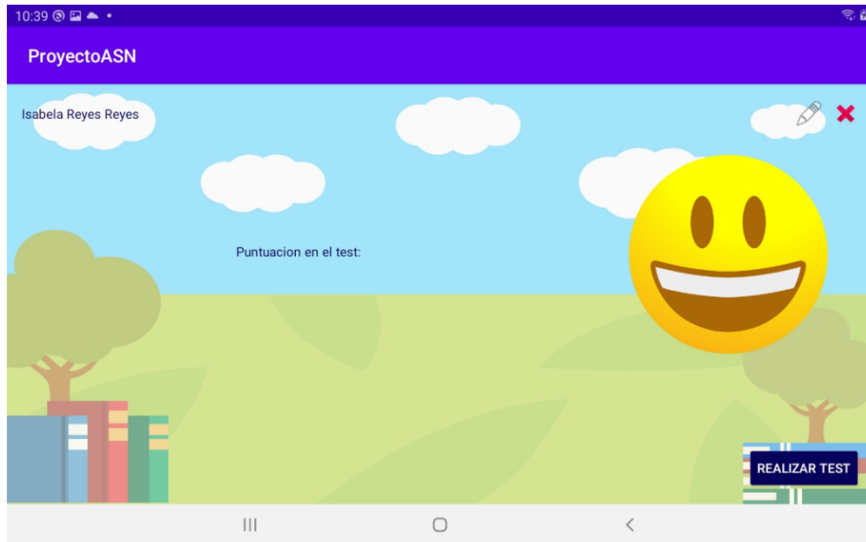 10:39
ProyectoASN
Isabela Reyes Reyes
Puntuacion en el test:
REALIZAR TEST